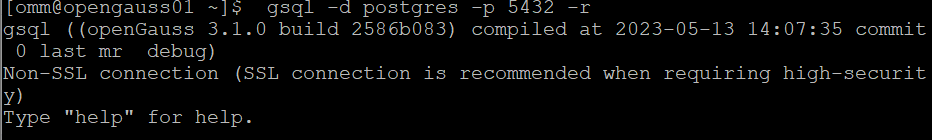 [omm@opengauss01 ~]$  gsql -d postgres -p 5432 -r
gsql ((openGauss 3.1.0 build 2586b083) compiled at 2023-05-13 14:07:35 commit
 0 last mr  debug)
Non-SSL connection (SSL connection is recommended when requiring high-securit
y)
Type "help" for help.